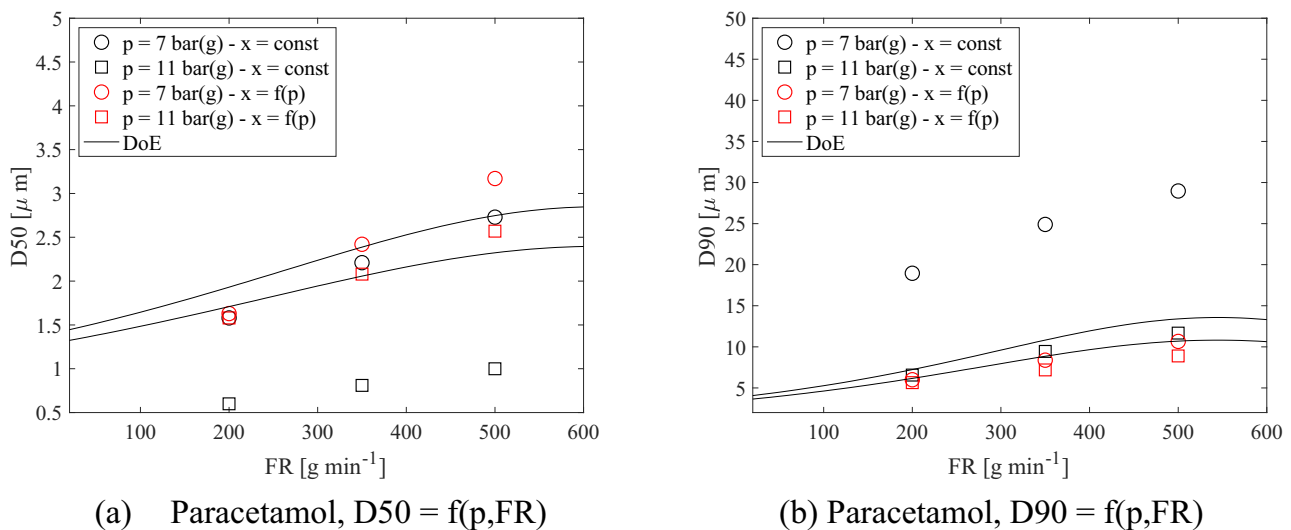 5
4.5
4
3.5
3
2.5
2
1.5
1
0.5
D50 [μ m]
p = 7 bar(g) - x = const
p = 11 bar(g) - x = const
p = 7 bar(g) - x = f(p)
p = 11 bar(g) - x = f(p)
DoE
100 200 300 400 500 600
FR [g min-1]
(a) Paracetamol, D50 = f(p,FR)
50
45
40
35
30
25
20
15
10
5
D90 [μ m]
p = 7 bar(g) - x = const
p = 11 bar(g) - x = const
p = 7 bar(g) - x = f(p)
p = 11 bar(g) - x = f(p)
DoE
100 200 300 400 500 600
FR [g min-1]
(b) Paracetamol, D90 = f(p,FR)